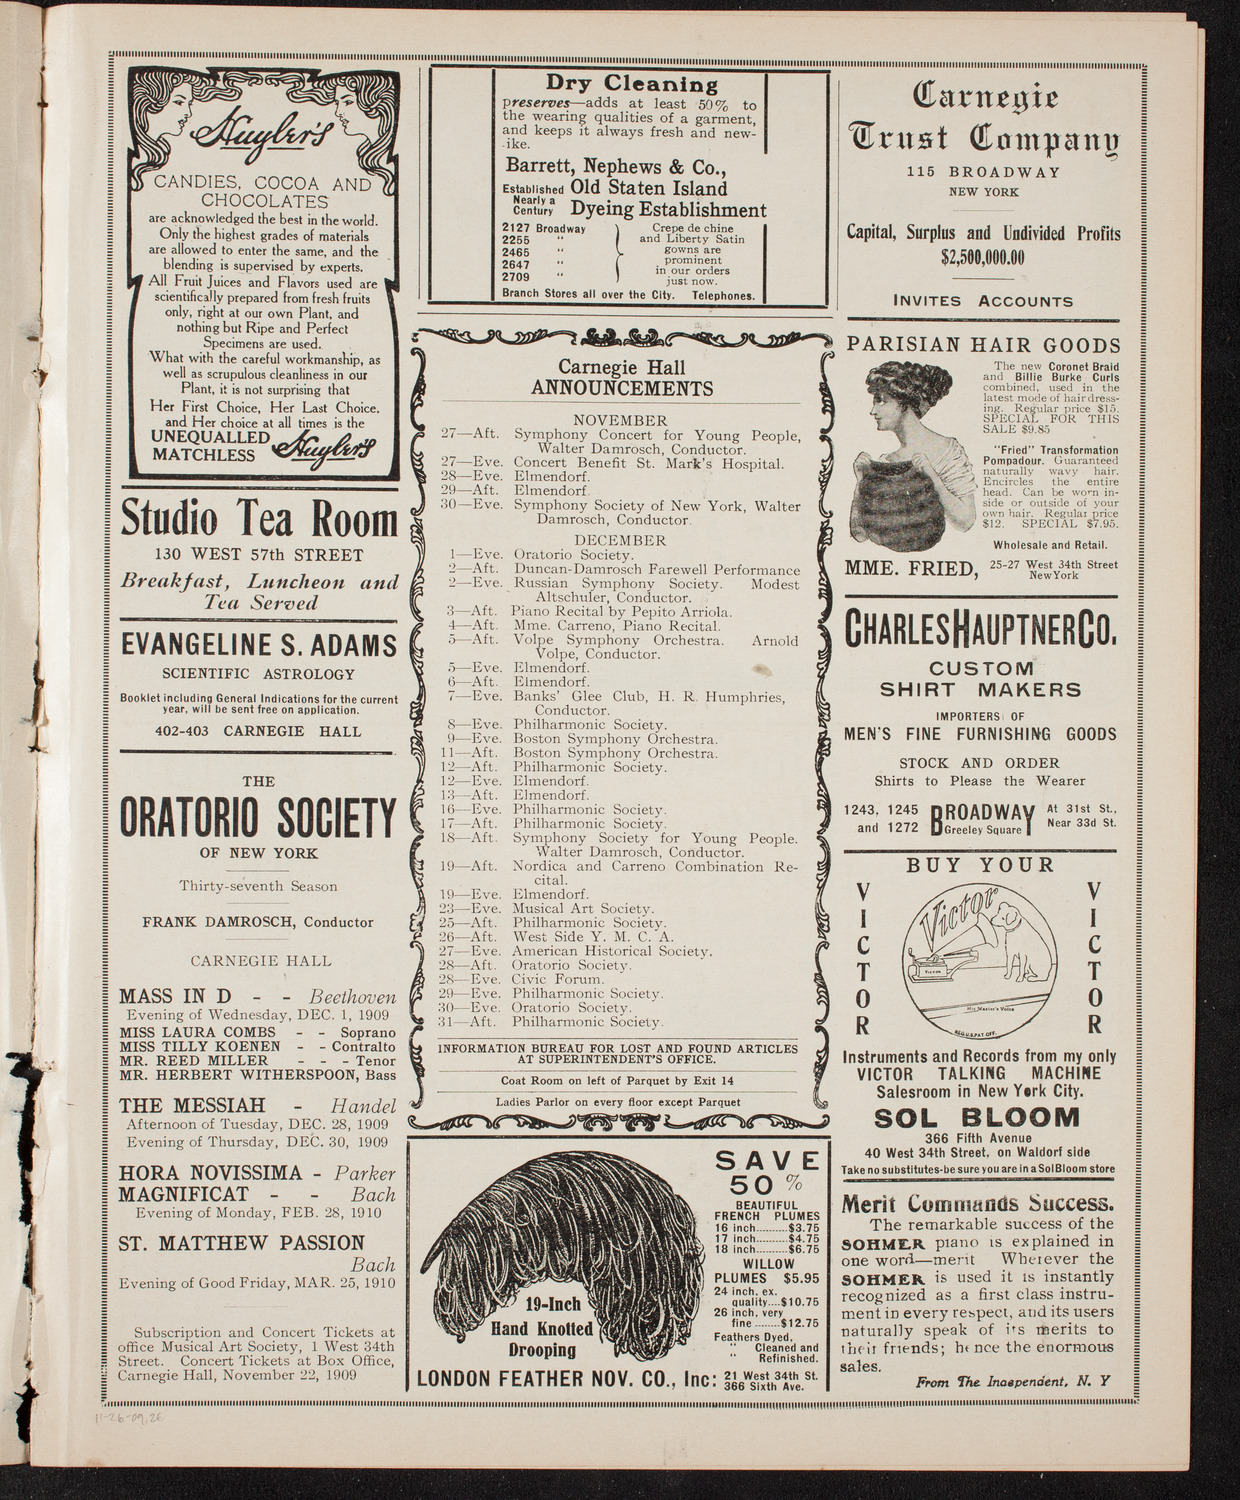 Huyler's
CANDIES, COCOA AND
CHOCOLATES
are acknowledged the best in the world.
Only the highest grades of materials
are allowed to enter the same, and the
blending is supervised by experts.
All Fruit Juices and Flavors used are
scientifically prepared from fresh fruits
only, right at our own Plant, and
nothing but Ripe and Perfect
Specimens are used.
What with the careful workmanship, as
well as scrupulous cleanliness in our
Plant, it is not surprising that
Her First Choice, Her Last Choice.
and Her choice at all times is the
UNEQUALLED
MATCHLESS Huyler's
Studio Tea Room
130 WEST 57th STREET
Breakfast, Luncheon and
Tea Served
EVANGELINE S. ADAMS
SCIENTIFIC ASTROLOGY
Booklet including General Indications for the current
year, will be sent free on application.
402-403 CARNEGIE HALL
THE
ORATORIO SOCIETY
OF NEW YORK
Thirty-seventh Season
FRANK DAMROSCH, Conductor
CARNEGIE HALL
MASS IN D - - Beethoven
Evening of Wednesday, DEC. 1, 1909
MISS LAURA COMBS - - Soprano
MISS TILLY KOENEN - - Contralto
MR. REED MILLER - - - Tenor
MR. HERBERT WITHERSPOON, Bass
THE MESSIAH - Handel
Afternoon of Tuesday, DEC. 28, 1909
Evening of Thursday, DEC. 30, 1909
HORA NOVISSIMA - Parker
MAGNIFICAT - - Bach
Evening of Monday, FEB. 28, 1910
ST. MATTHEW PASSION
Bach
Evening of Good Friday, MAR. 25, 1910
Subscription and Concert Tickets at
office Musical Art Society, 1 West 34th
Street. Concert Tickets at Box Office,
Carnegie Hall, November 22, 1909
Dry Cleaning
preserves—adds at least 50% to
the wearing qualities of a garment,
and keeps it always fresh and new-
ike.
Barrett, Nephews & Co.,
Established Nearly a Century Old Staten Island
Dyeing Establishment
2127 Broadway
2255 "
2465 "
2647 "
2709 "
Crepe de chine
and Liberty Satin
gowns are
prominent
in our orders
just now.
Branch Stores all over the City. Telephones.
Carnegie Hall
ANNOUNCEMENTS
NOVEMBER
27—Aft. Symphony Concert for Young People,
Walter Damrosch, Conductor.
27—Eve. Concert Benefit St. Mark's Hospital.
28—Eve. Elmendorf.
29—Aft. Elmendorf.
30—Eve. Symphony Society of New York, Walter
Damrosch, Conductor.
DECEMBER
1—Eve. Oratorio Society.
2—Aft. Duncan-Damrosch Farewell Performance
2—Eve. Russian Symphony Society. Modest
Altschuler, Conductor.
3—Aft. Piano Recital by Pepito Arriola.
4—Aft. Mme. Carreno, Piano Recital.
5—Aft. Volpe Symphony Orchestra. Arnold
Volpe, Conductor.
5—Eve. Elmendorf.
6—Aft. Elmendorf.
7—Eve. Banks' Glee Club, H. R. Humphries,
Conductor.
8—Eve. Philharmonic Society.
9—Eve. Boston Symphony Orchestra.
11—Aft. Boston Symphony Orchestra.
12—Aft. Philharmonic Society.
12—Eve. Elmendorf.
13—Aft. Elmendorf.
16—Eve. Philharmonic Society.
17—Aft. Philharmonic Society.
18—Aft. Symphony Society for Young People.
Walter Damrosch, Conductor.
19—Aft. Nordica and Carreno Combination Re-
cital.
19—Eve. Elmendorf.
23—Eve. Musical Art Society.
25—Aft. Philharmonic Society.
26—Aft. West Side Y. M. C. A.
27—Eve. American Historical Society.
28—Aft. Oratorio Society.
28—Eve. Civic Forum.
29—Eve. Philharmonic Society.
30—Eve. Oratorio Society.
31—Aft. Philharmonic Society.
INFORMATION BUREAU FOR LOST AND FOUND ARTICLES
AT SUPERINTENDENT'S OFFICE.
Coat Room on left of Parquet by Exit 14
Ladies Parlor on every floor except Parquet
19-Inch
Hand Knotted
Drooping
SAVE
50 %
BEAUTIFUL
FRENCH PLUMES
16 inch..........$3.75
17 inch..........$4.75
18 inch..........$6.75
WILLOW
PLUMES $5.95
24 inch, ex.
quality....$10.75
26 inch, very
fine ........$12.75
Feathers Dyed,
" Cleaned and
" Refinished.
LONDON FEATHER NOV. CO., Inc: 21 West 34th St.
366 Sixth Ave.
Carnegie
Trust Company
115 BROADWAY
NEW YORK
Capital, Surplus and Undivided Profits
$2,500,000.00
INVITES ACCOUNTS
PARISIAN HAIR GOODS
The new Coronet Braid
and Billie Burke Curls
combined, used in the
latest mode of hairdress-
ing. Regular price $15.
SPECIAL FOR THIS
SALE $9.85
"Fried" Transformation
Pompadour. Guaranteed
naturally wavy hair.
Encircles the entire
head. Can be worn in-
side or outside of your
own hair. Regular price
$12. SPECIAL $7.95.
Wholesale and Retail.
MME. FRIED, 25-27 West 34th Street
New York
CHARLES HAUPTNER CO.
CUSTOM
SHIRT MAKERS
IMPORTERS OF
MEN'S FINE FURNISHING GOODS
STOCK AND ORDER
Shirts to Please the Wearer
1243, 1245
and 1272
BROADWAY
Greeley Square
At 31st St.,
Near 33d St.
BUY YOUR
VICTOR
Victor
VICTOR
His Master's Voice
REG. U.S. PAT. OFF.
VICTOR
Instruments and Records from my only
VICTOR TALKING MACHINE
Salesroom in New York City.
SOL BLOOM
366 Fifth Avenue
40 West 34th Street, on Waldorf side
Take no substitutes-be sure you are in a Sol Bloom store
Merit Commands Success.
The remarkable success of the
SOHMER piano is explained in
one word—merit Wherever the
SOHMER is used it is instantly
recognized as a first class instru-
ment in every respect, and its users
naturally speak of its merits to
their friends; hence the enormous
sales.
From The Independent, N. Y
11-26-09,2E